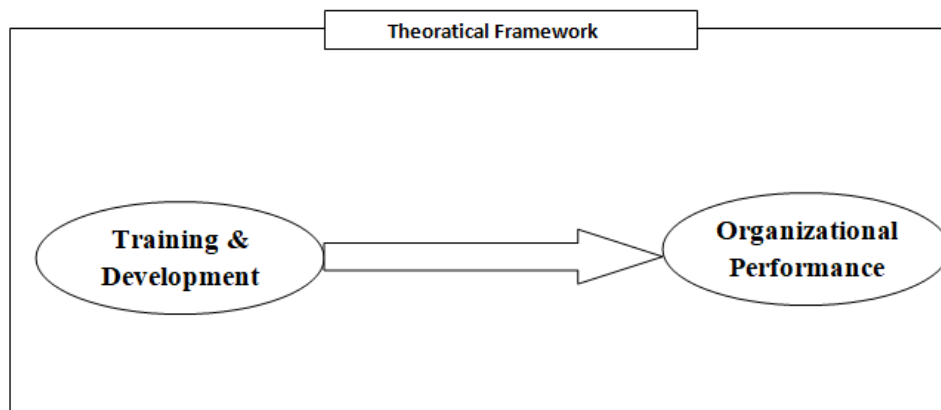 Theoratical Framework
Training &
Development
Organizational
Performance